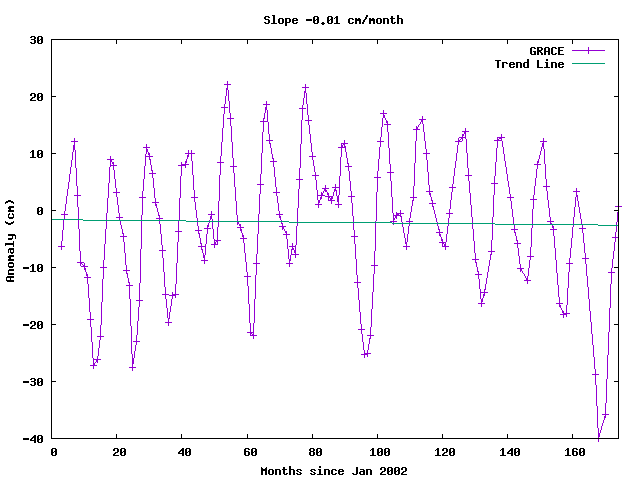 Slope -0.01 cm/month
30
20
10
0
-10
-20
-30
-40
Anomaly (cm)
GRACE
Trend Line
0 20 40 60 80 100 120 140 160
Months since Jan 2002